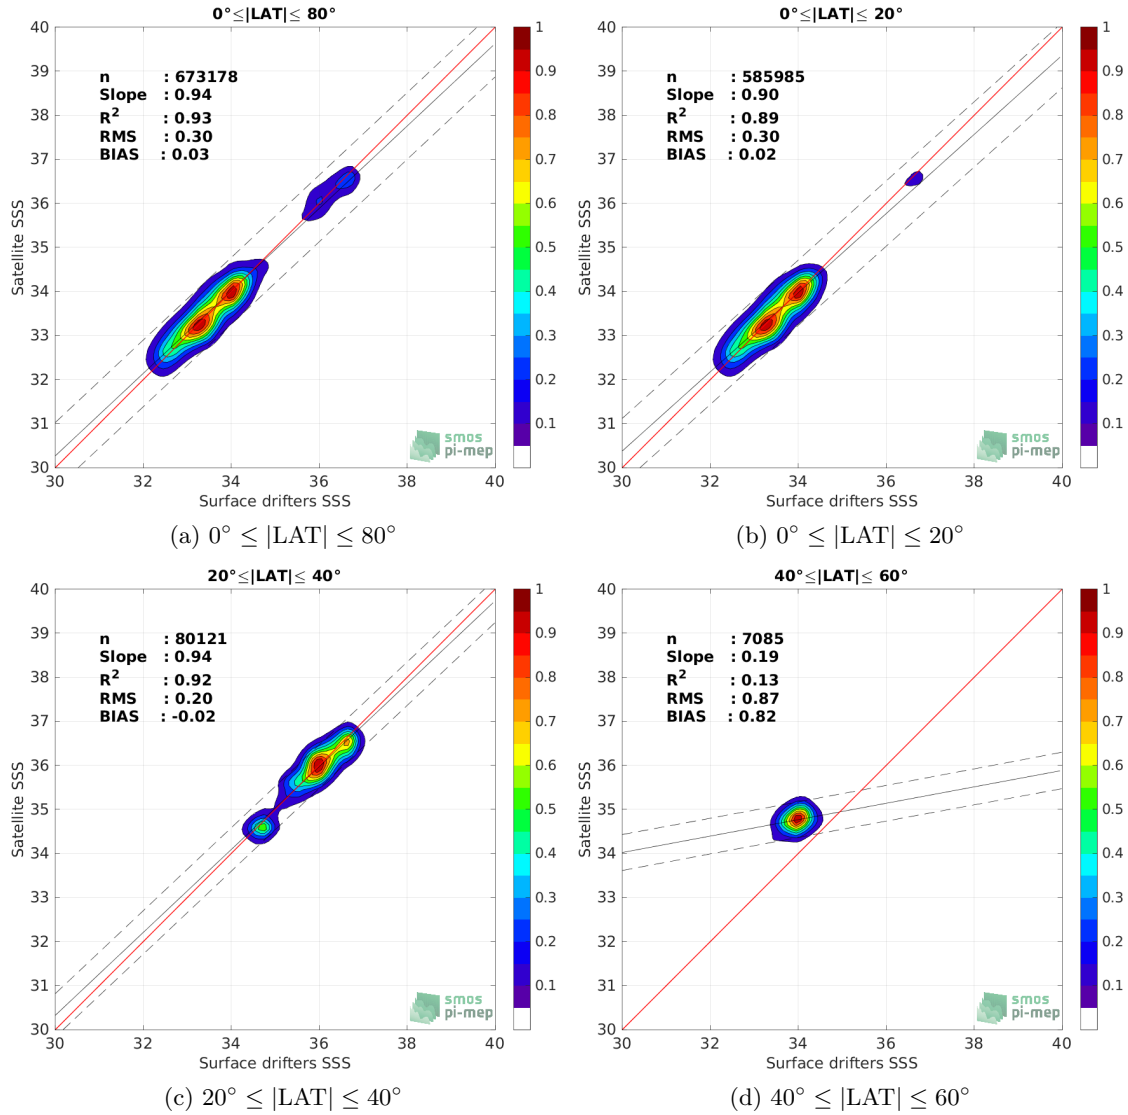 0°≤|LAT|≤ 80°
40
39
38
37
36
35
34
33
32
31
30
Satellite SSS
n : 673178
Slope : 0.94
R² : 0.93
RMS : 0.30
BIAS : 0.03
smos
pi-mep
30 32 34 36 38 40
Surface drifters SSS
1
0.9
0.8
0.7
0.6
0.5
0.4
0.3
0.2
0.1
(a) 0° ≤ |LAT| ≤ 80°
0°≤|LAT|≤ 20°
40
39
38
37
36
35
34
33
32
31
30
Satellite SSS
n : 585985
Slope : 0.90
R² : 0.89
RMS : 0.30
BIAS : 0.02
smos
pi-mep
30 32 34 36 38 40
Surface drifters SSS
1
0.9
0.8
0.7
0.6
0.5
0.4
0.3
0.2
0.1
(b) 0° ≤ |LAT| ≤ 20°
20°≤|LAT|≤ 40°
40
39
38
37
36
35
34
33
32
31
30
Satellite SSS
n : 80121
Slope : 0.94
R² : 0.92
RMS : 0.20
BIAS : -0.02
smos
pi-mep
30 32 34 36 38 40
Surface drifters SSS
1
0.9
0.8
0.7
0.6
0.5
0.4
0.3
0.2
0.1
(c) 20° ≤ |LAT| ≤ 40°
40°≤|LAT|≤ 60°
40
39
38
37
36
35
34
33
32
31
30
Satellite SSS
n : 7085
Slope : 0.19
R² : 0.13
RMS : 0.87
BIAS : 0.82
smos
pi-mep
30 32 34 36 38 40
Surface drifters SSS
1
0.9
0.8
0.7
0.6
0.5
0.4
0.3
0.2
0.1
(d) 40° ≤ |LAT| ≤ 60°